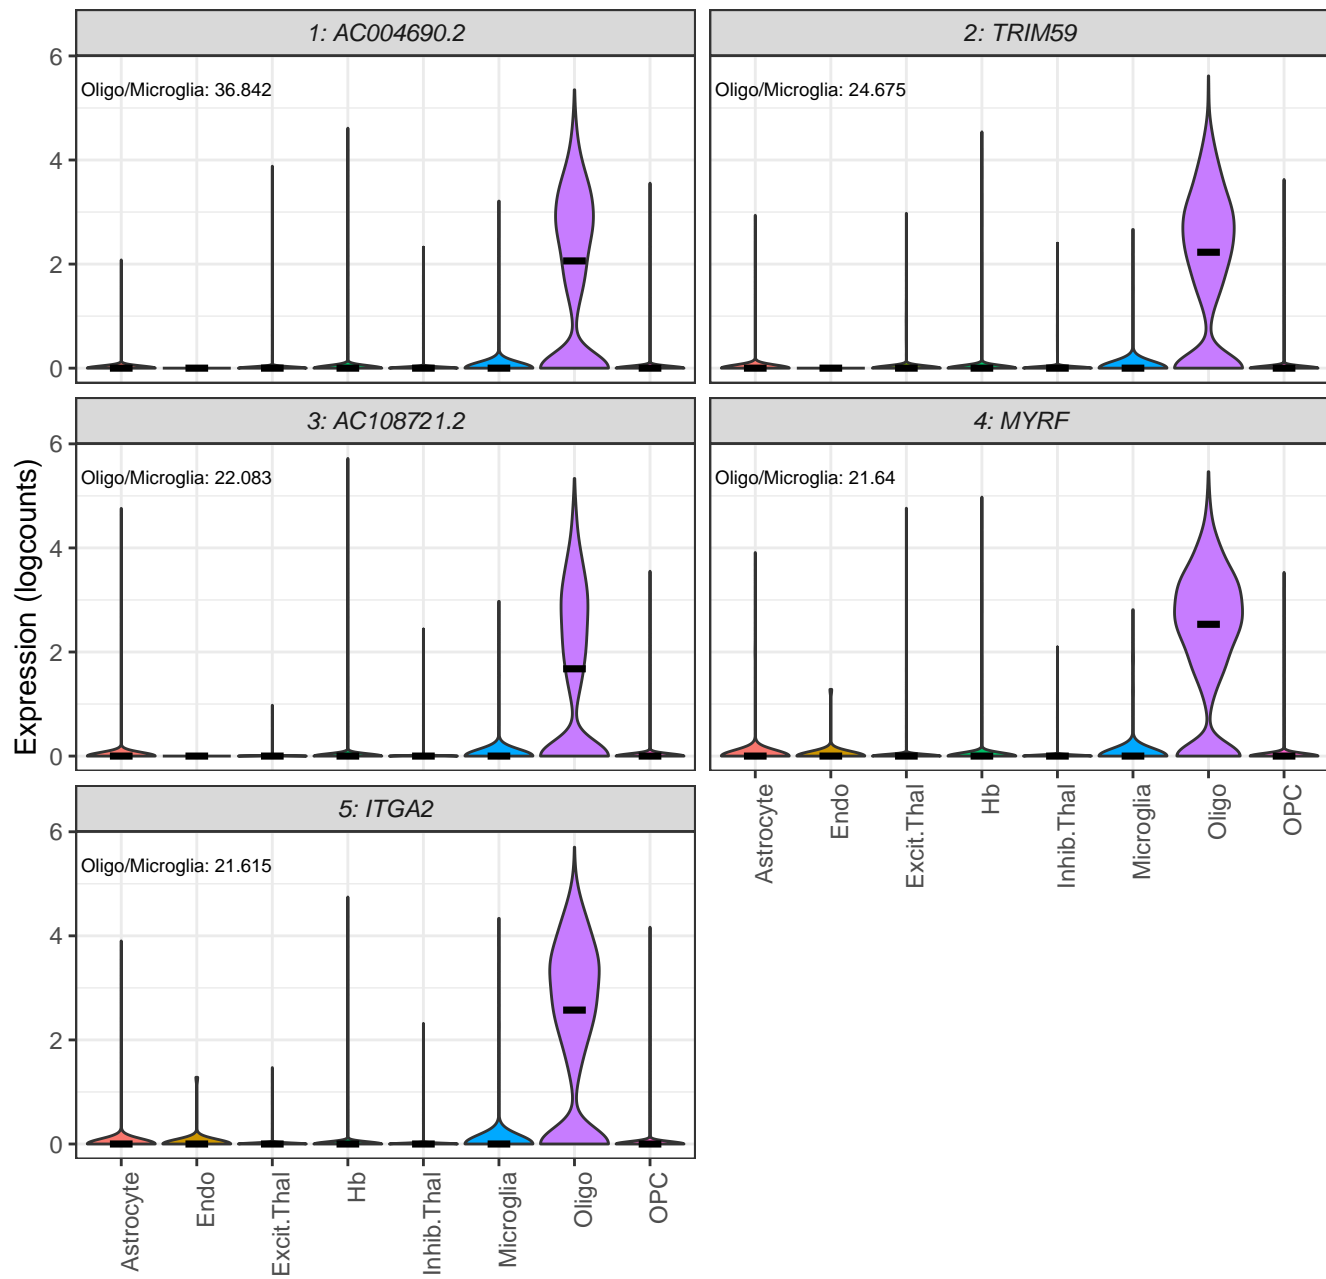 1: AC004690.2
2: TRIM59
Oligo/Microglia: 36.842
Oligo/Microglia: 24.675
6
4
2
0
3: AC108721.2
4: MYRF
Oligo/Microglia: 22.083
Oligo/Microglia: 21.64
6
4
2
0
Expression (logcounts)
5: ITGA2
Oligo/Microglia: 21.615
6
4
2
0
Astrocyte
Endo
Excit.Thal
Hb
Inhib.Thal
Microglia
Oligo
OPC
Astrocyte
Endo
Excit.Thal
Hb
Inhib.Thal
Microglia
Oligo
OPC